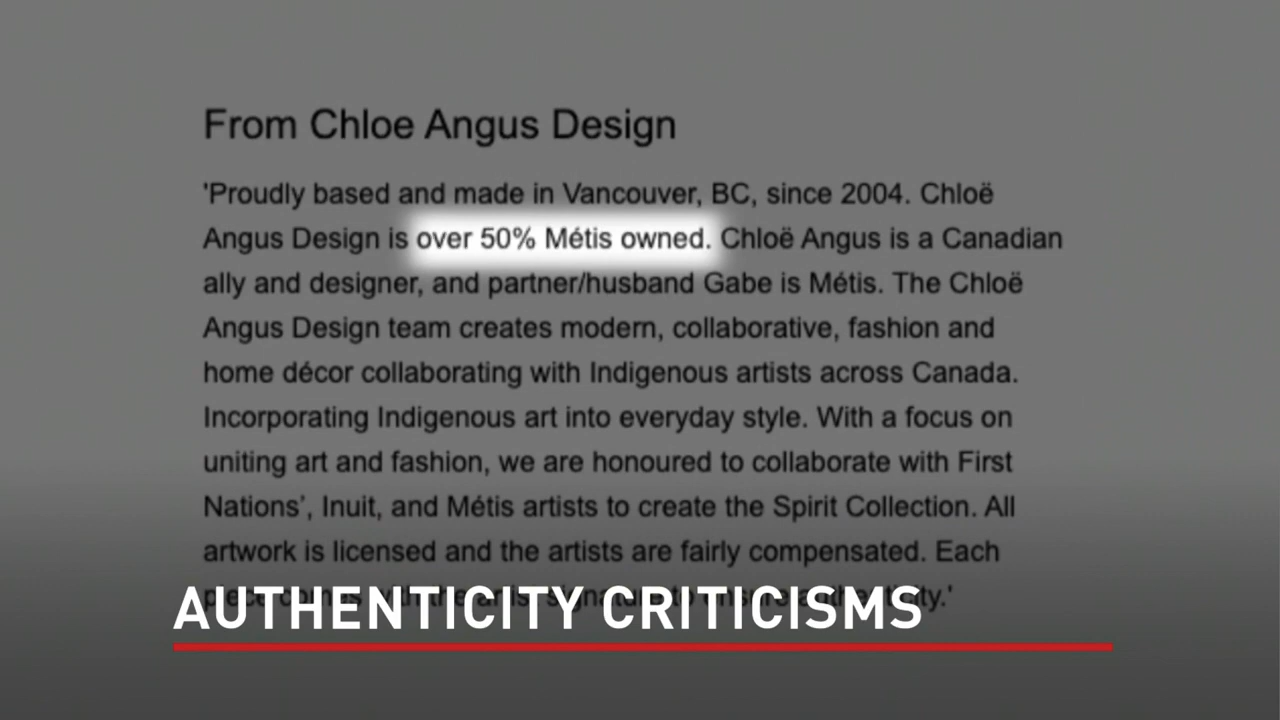 From Chloe Angus Design
'Proudly based and made in Vancouver, BC, since 2004. Chloë
Angus Design is over 50% Métis owned. Chloë Angus is a Canadian
ally and designer, and partner/husband Gabe is Métis. The Chloë
Angus Design team creates modern, collaborative, fashion and
home décor collaborating with Indigenous artists across Canada.
Incorporating Indigenous art into everyday style. With a focus on
uniting art and fashion, we are honoured to collaborate with First
Nations’, Inuit, and Métis artists to create the Spirit Collection. All
artwork is licensed and the artists are fairly compensated. Each
AUTHENTICITY CRITICISMS